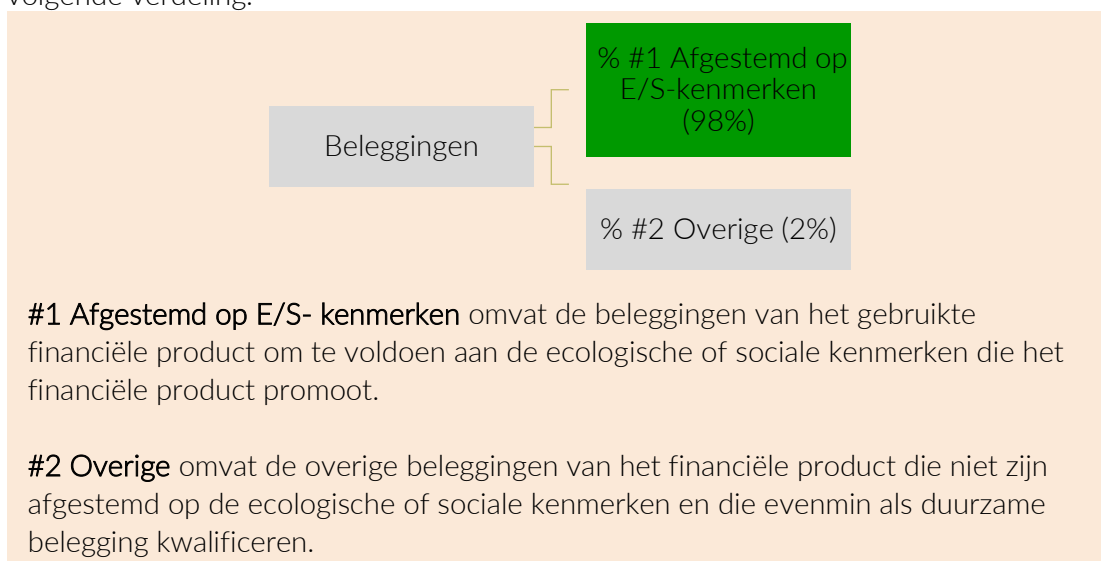 volgende verdeling:
% #1 Afgestemd op
E/S-kenmerken
(98%)
Beleggingen
% #2 Overige (2%)
#1 Afgestemd op E/S- kenmerken omvat de beleggingen van het gebruikte
financiële product om te voldoen aan de ecologische of sociale kenmerken die het
financiële product promoot.
#2 Overige omvat de overige beleggingen van het financiële product die niet zijn
afgestemd op de ecologische of sociale kenmerken en die evenmin als duurzame
belegging kwalificeren.